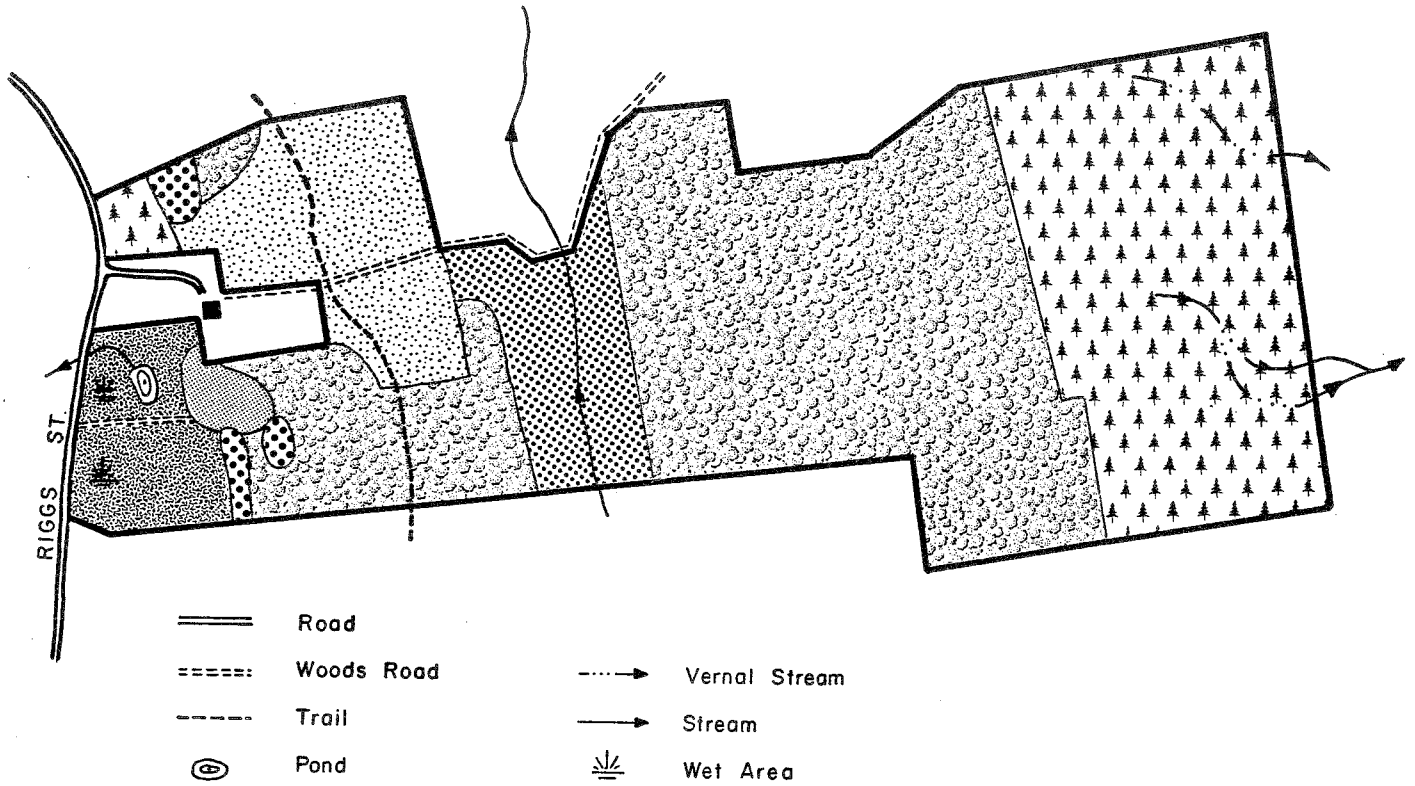 RIGGS ST.
Road
Woods Road
Trail
Pond
Vernal Stream
Stream
Wet Area